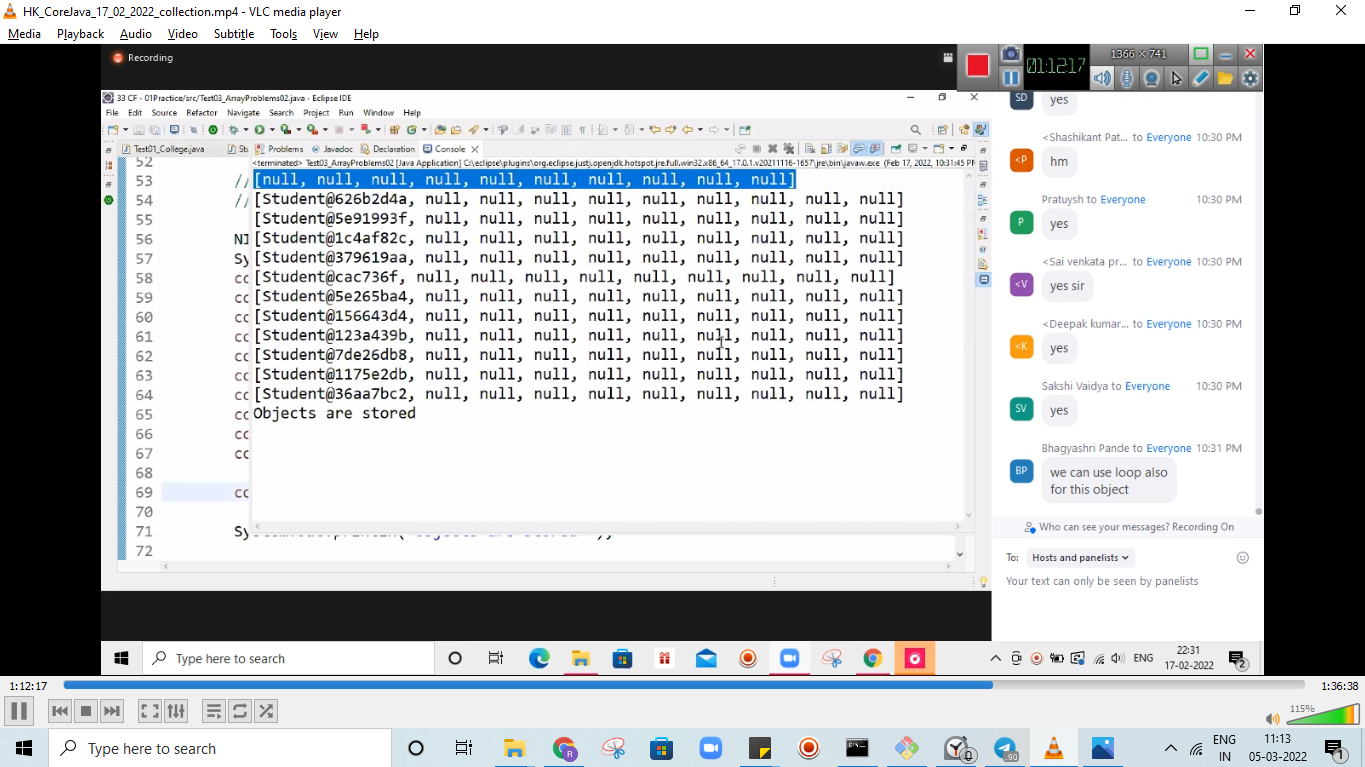 HK_CoreJava_17_02_2022_collection.mp4 - VLC media player
Media Playback Audio Video Subtitle Tools View Help
Recording
01:12:17
1366 × 741
33 CF - 01Practice/src/Test03_ArrayProblems02.java - Eclipse IDE
File Edit Source Refactor Navigate Search Project Run Window Help
Test01_College.java
Problems Javadoc Declaration Console
<terminated> Test03_ArrayProblems02 [Java Application] C:\eclipse\plugins\org.eclipse.justj.openjdk.hotspot.jre.full.win32.x86_64_17.0.1.v20211116-1657\jre\bin\javaw.exe (Feb 17, 2022, 10:31:45 PM
[null, null, null, null, null, null, null, null, null, null]
[Student@626b2d4a, null, null, null, null, null, null, null, null, null]
[Student@5e91993f, null, null, null, null, null, null, null, null, null]
[Student@1c4af82c, null, null, null, null, null, null, null, null, null]
[Student@379619aa, null, null, null, null, null, null, null, null, null]
[Student@cac736f, null, null, null, null, null, null, null, null, null]
[Student@5e265ba4, null, null, null, null, null, null, null, null, null]
[Student@156643d4, null, null, null, null, null, null, null, null, null]
[Student@123a439b, null, null, null, null, null, null, null, null, null]
[Student@7de26db8, null, null, null, null, null, null, null, null, null]
[Student@1175e2db, null, null, null, null, null, null, null, null, null]
[Student@36aa7bc2, null, null, null, null, null, null, null, null, null]
Objects are stored
52
53 //
54 //
55
56 NI
57 Sy
58 co
59 co
60 co
61 co
62 co
63 co
64 co
65 co
66 co
67 co
68
69 co
70
71 Sy
72
SD
yes
<Shashikant Pat... to Everyone 10:30 PM
<P
hm
Pratuysh to Everyone 10:30 PM
P
yes
<Sai venkata pr... to Everyone 10:30 PM
<V
yes sir
<Deepak kumar... to Everyone 10:30 PM
<K
yes
Sakshi Vaidya to Everyone 10:30 PM
SV
yes
Bhagyashri Pande to Everyone 10:31 PM
BP
we can use loop also
for this object
Who can see your messages? Recording On
To: Hosts and panelists
Your text can only be seen by panelists
Type here to search
ENG
22:31
17-02-2022
2
1:12:17
1:36:38
115%
Type here to search
R
90
ENG
IN
11:13
05-03-2022
1